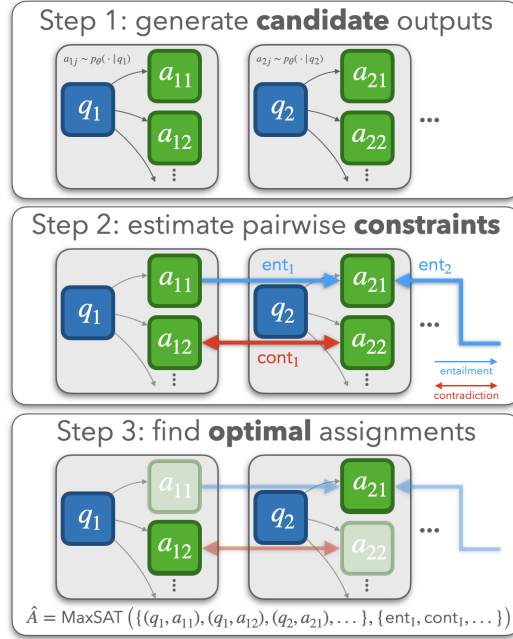 Step 1: generate candidate outputs
a₁ⱼ ~ pθ(· | q₁)
a₂ⱼ ~ pθ(· | q₂)
q₁
a₁₁
a₁₂
⋮
q₂
a₂₁
a₂₂
⋮
...
Step 2: estimate pairwise constraints
q₁
a₁₁
a₁₂
⋮
ent₁
cont₁
q₂
a₂₁
a₂₂
⋮
ent₂
...
entailment
contradiction
Step 3: find optimal assignments
q₁
a₁₁
a₁₂
⋮
q₂
a₂₁
a₂₂
⋮
...
Â = MaxSAT ({(q₁, a₁₁), (q₁, a₁₂), (q₂, a₂₁), … }, {ent₁, cont₁, … })